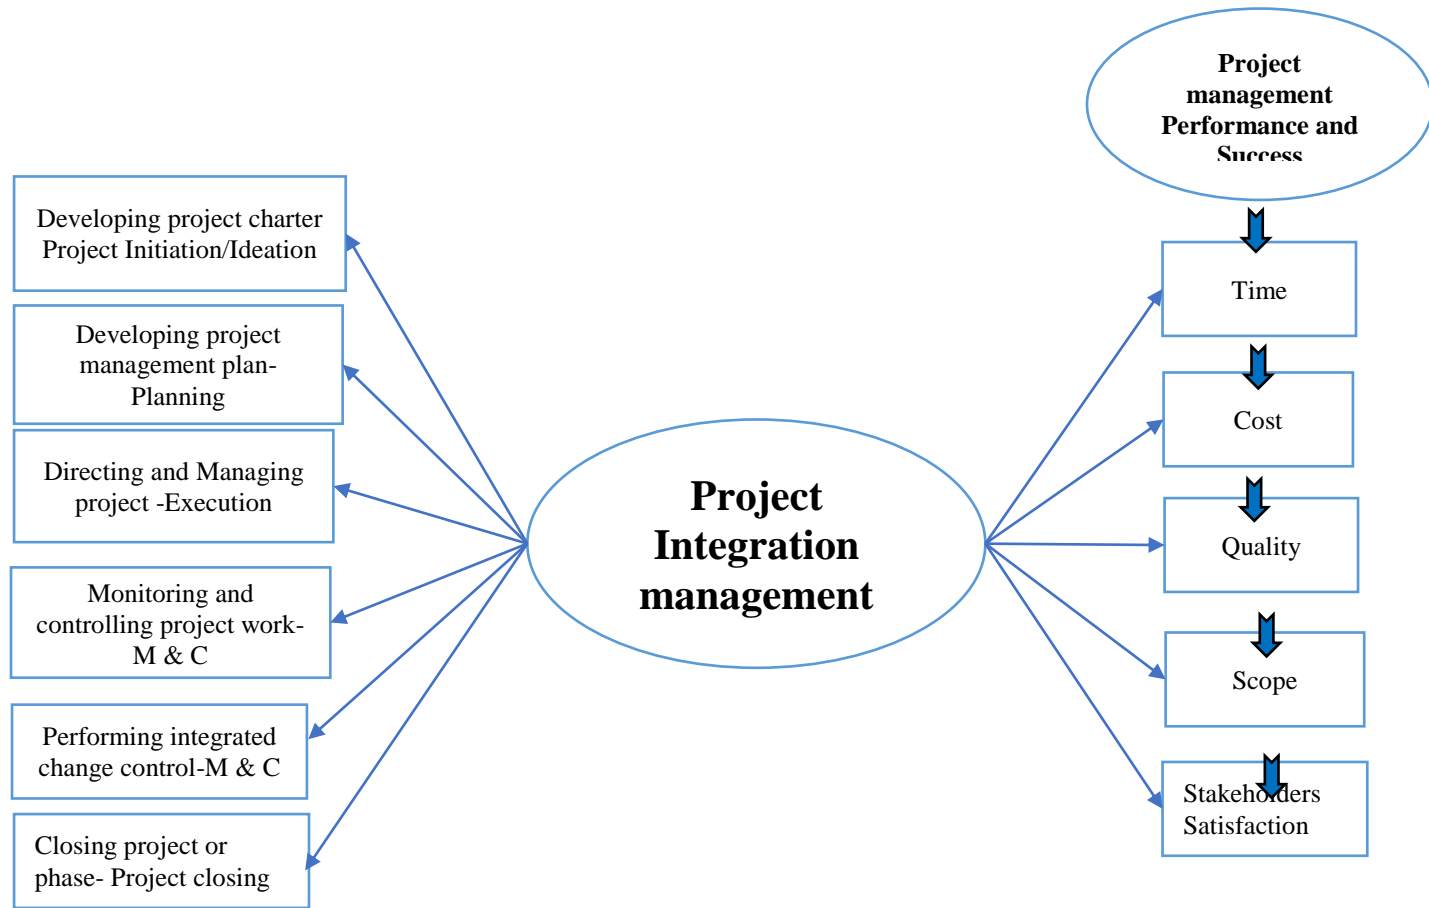 Project
management
Performance and
Success
Developing project charter
Project Initiation/Ideation
Developing project
management plan-
Planning
Directing and Managing
project -Execution
Monitoring and
controlling project work-
M & C
Performing integrated
change control-M & C
Closing project or
phase- Project closing
Project
Integration
management
Time
Cost
Quality
Scope
Stakeholders
Satisfaction